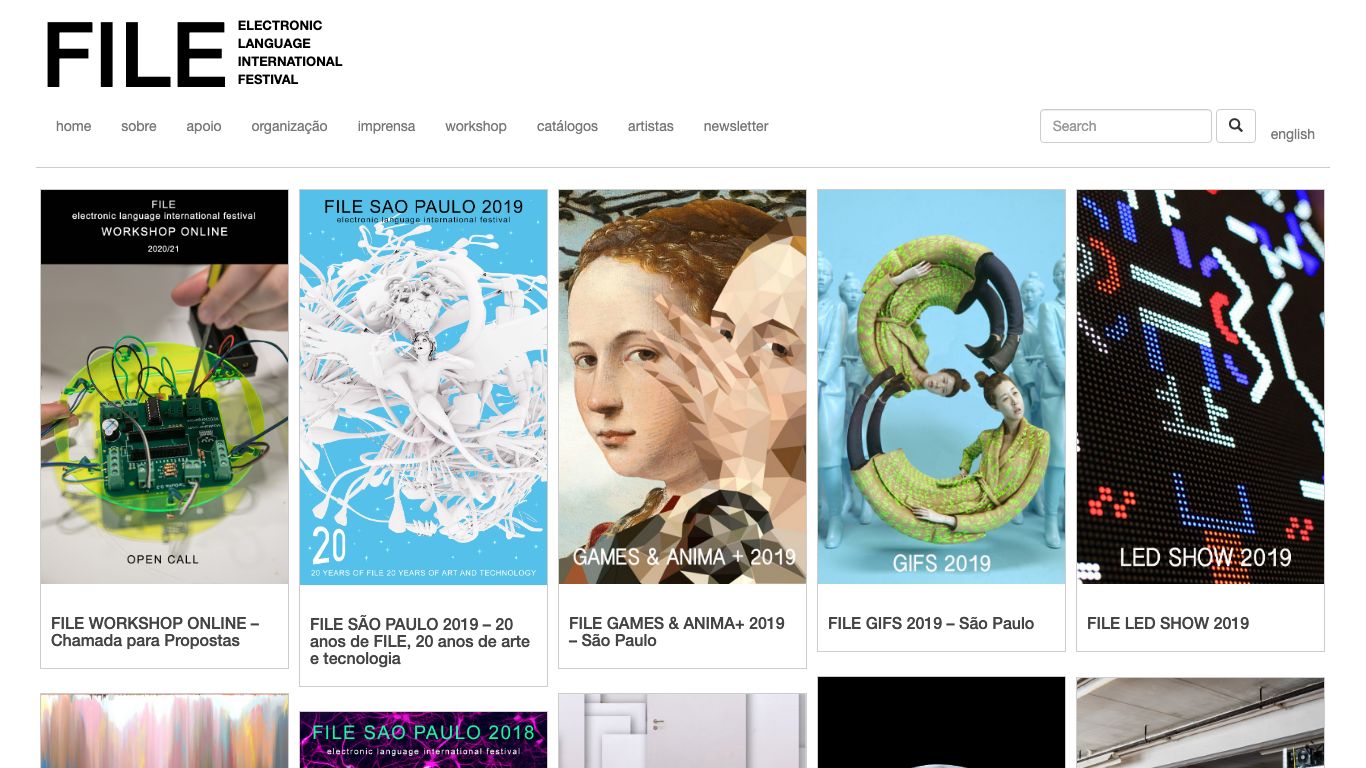 FILE
ELECTRONIC
LANGUAGE
INTERNATIONAL
FESTIVAL
home sobre apoio organização imprensa workshop catálogos artistas newsletter
Search
english
FILE
electronic language international festival
WORKSHOP ONLINE
2020/21
OPEN CALL
FILE WORKSHOP ONLINE –
Chamada para Propostas
FILE SAO PAULO 2019
electronic language international festival
20
20 YEARS OF FILE 20 YEARS OF ART AND TECHNOLOGY
FILE SÃO PAULO 2019 – 20
anos de FILE, 20 anos de arte
e tecnologia
GAMES & ANIMA + 2019
FILE GAMES & ANIMA+ 2019
– São Paulo
GIFS 2019
FILE GIFS 2019 – São Paulo
LED SHOW 2019
FILE LED SHOW 2019
FILE SAO PAULO 2018
electronic language international festival